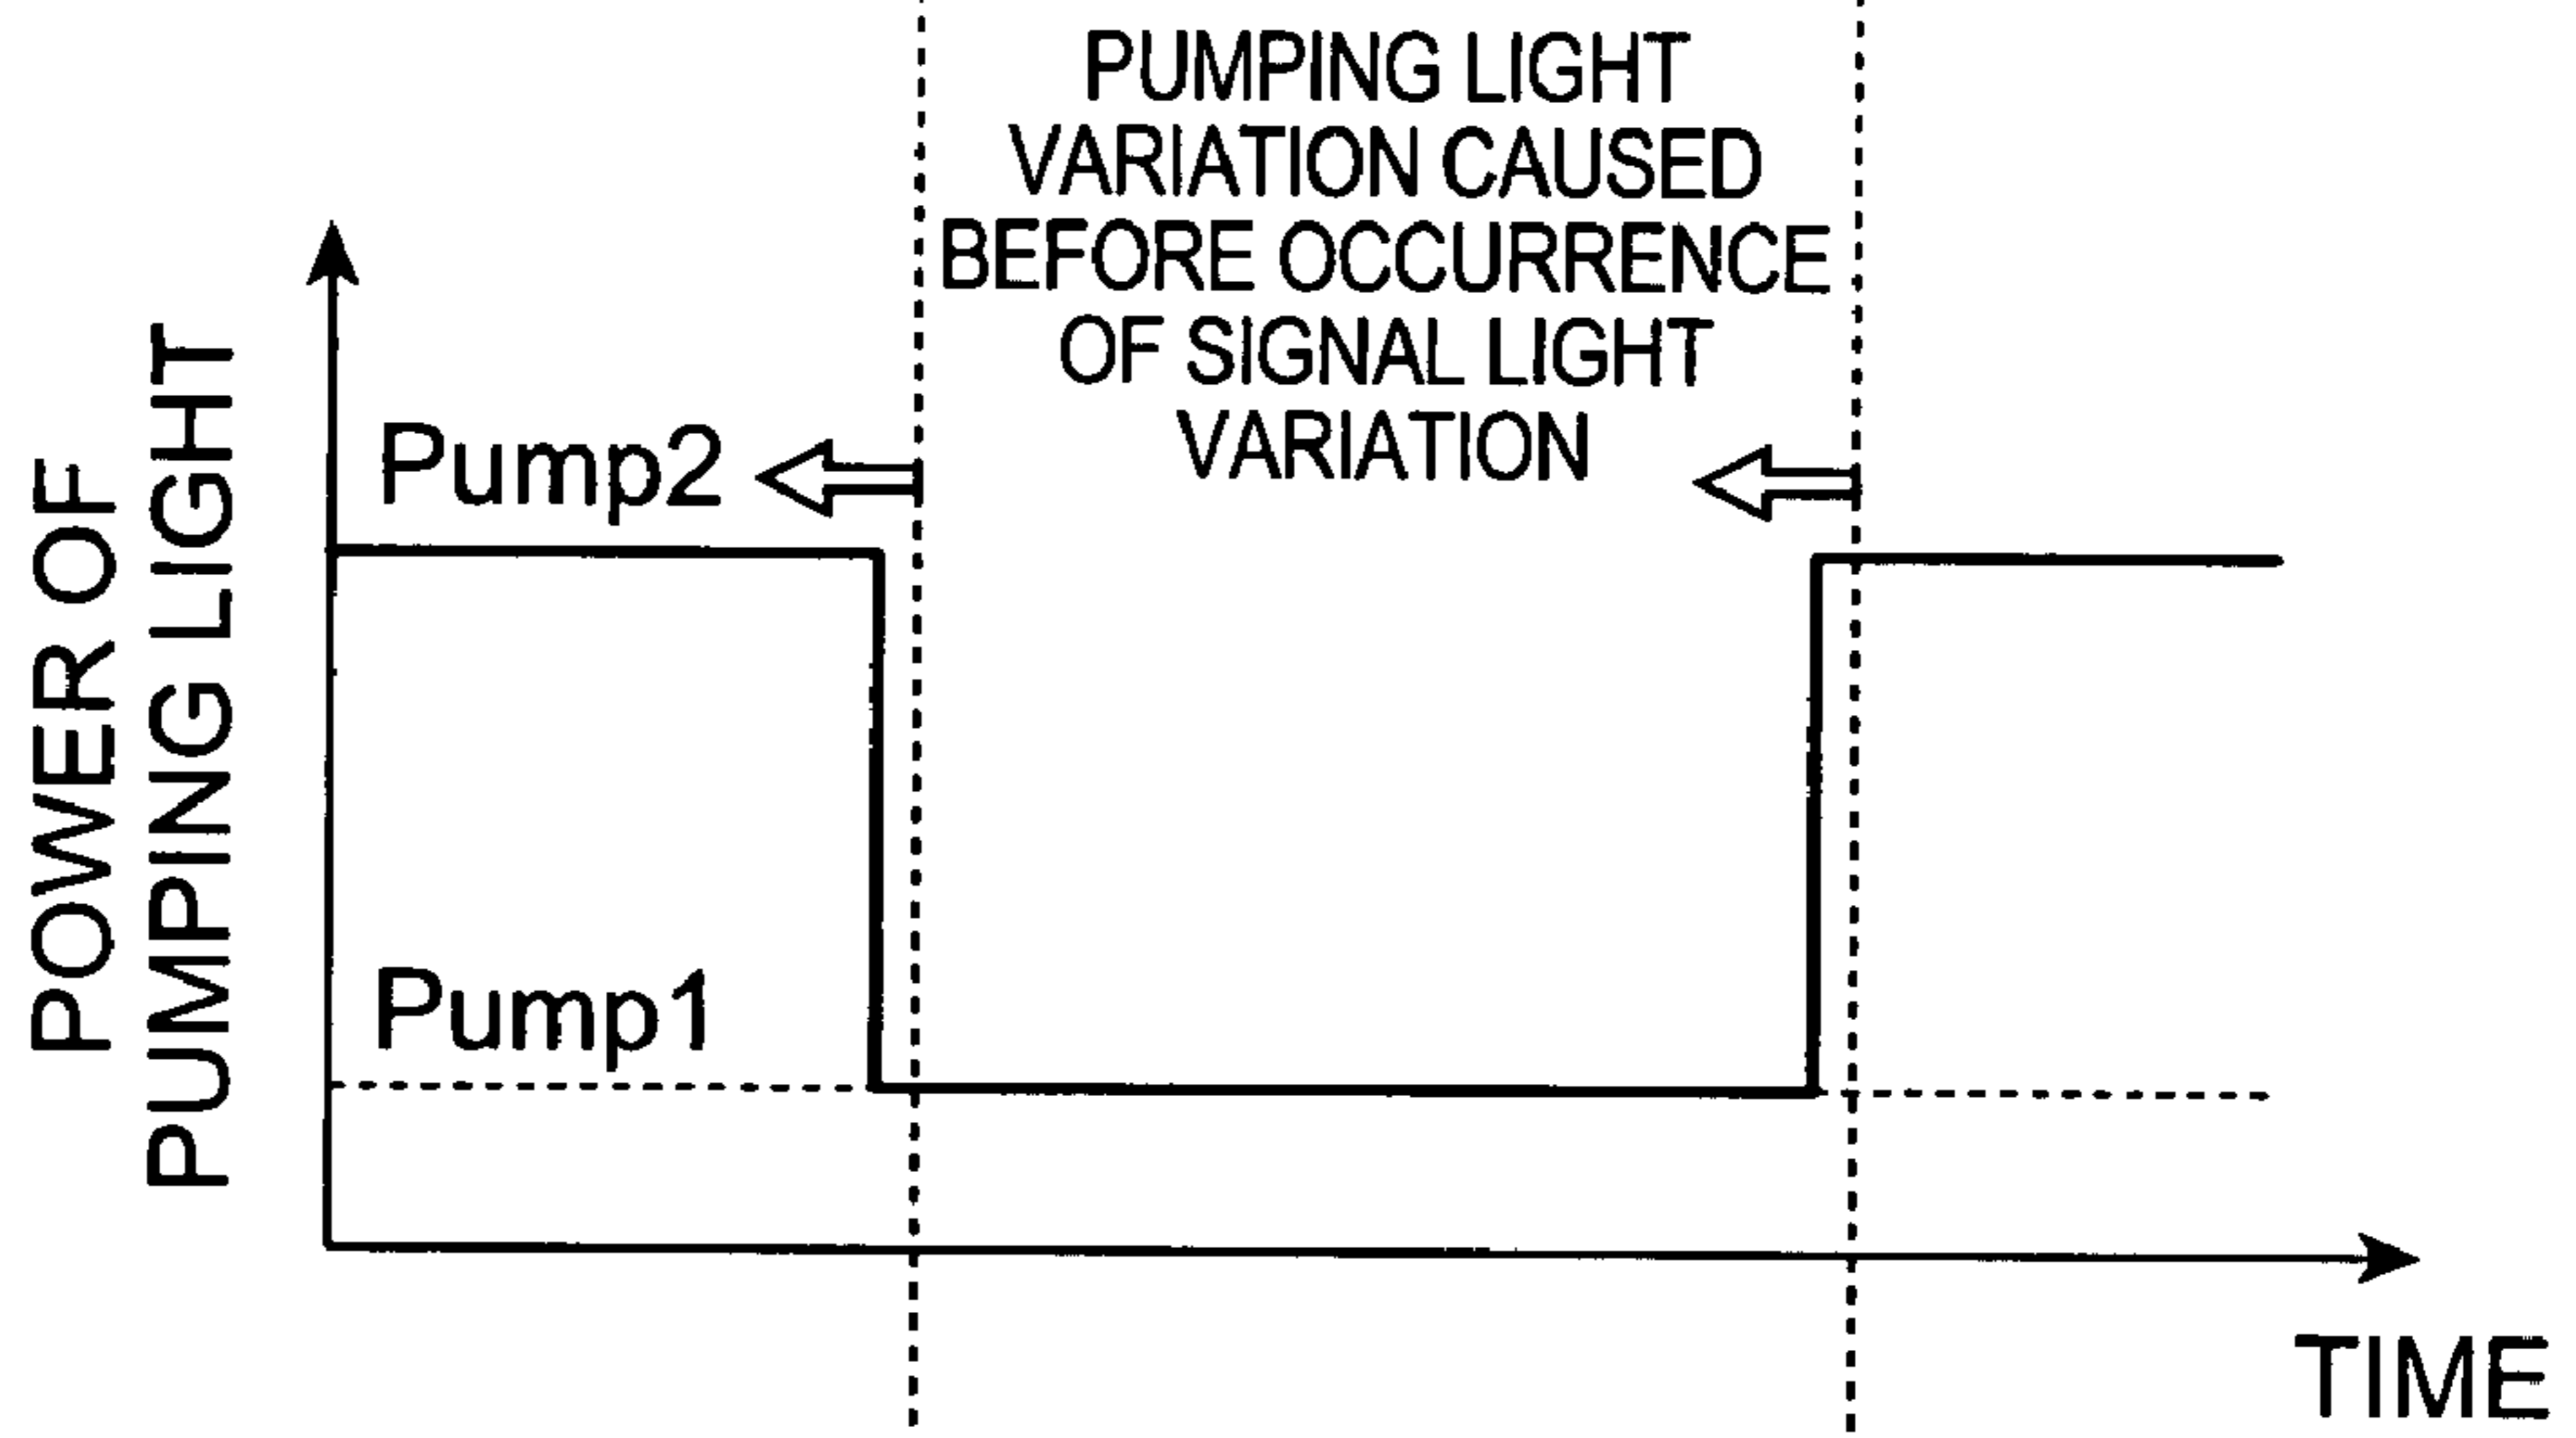 PUMPING LIGHT
VARIATION CAUSED
BEFORE OCCURRENCE
OF SIGNAL LIGHT
VARIATION
POWER OF
PUMPING LIGHT
Pump2
Pump1
TIME